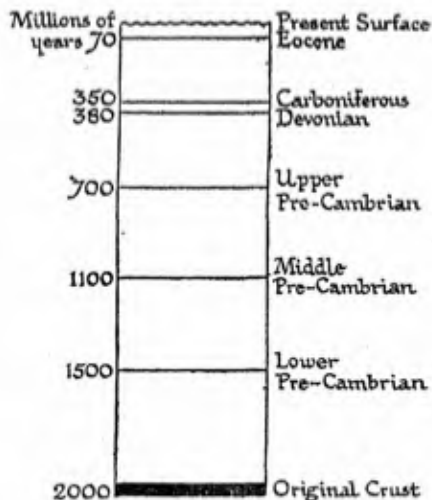 Millions of years 70
Present Surface
Eocene
350
Carboniferous
380
Devonian
700
Upper
Pre-Cambrian
1100
Middle
Pre-Cambrian
1500
Lower
Pre-Cambrian
2000
Original Crust